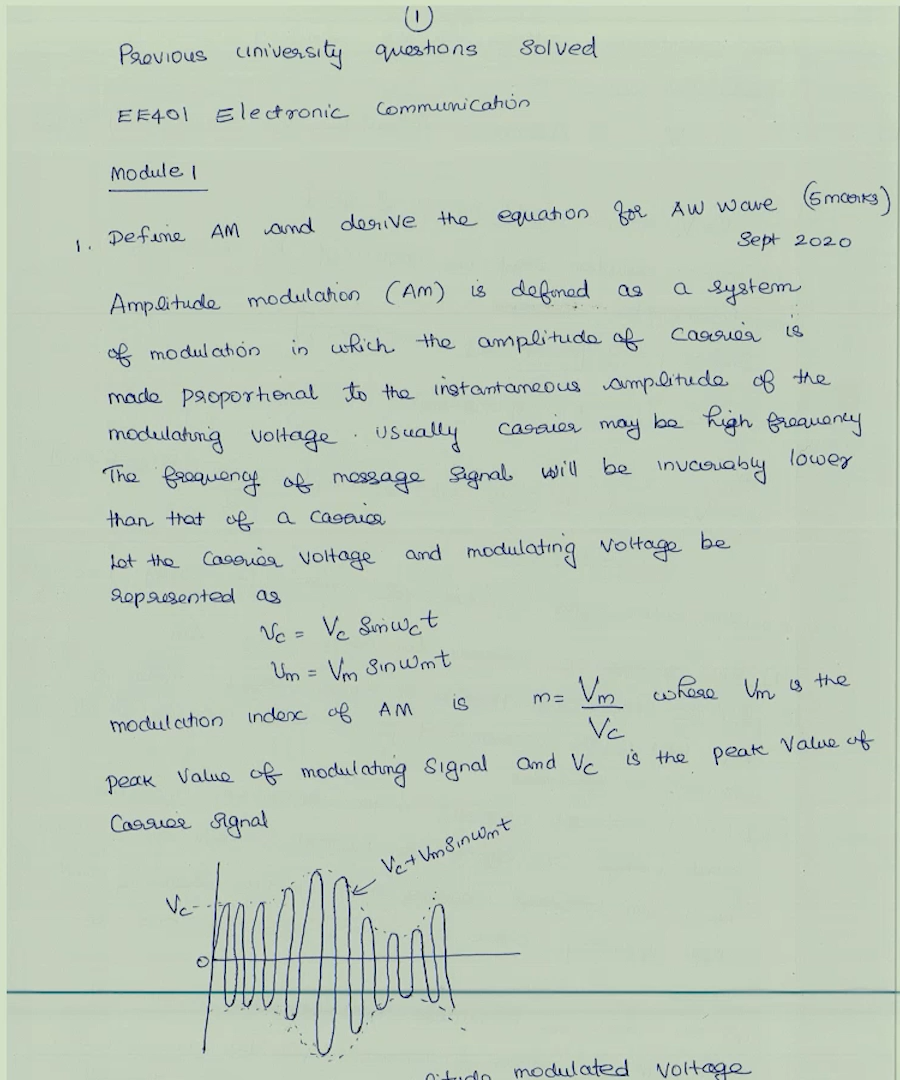 1
Previous university questions solved
EE401 Electronic Communication
Module 1
1. Define AM and derive the equation for AW wave (5marks)
Sept 2020
Amplitude modulation (AM) is defined as a system
of modulation in which the amplitude of carrier is
made proportional to the instantaneous amplitude of the
modulating voltage. usually carrier may be high frequency
The frequency of message signal will be invariably lower
than that of a carrier
Let the carrier voltage and modulating voltage be
represented as
Vc = Vc Sinωct
Um = Vm Sinωmt
modulation index of AM is m = Vm/Vc where Vm is the
peak value of modulating signal and Vc is the peak value of
Carrier signal
Vc+VmSinωmt
Vc
0
modulated voltage